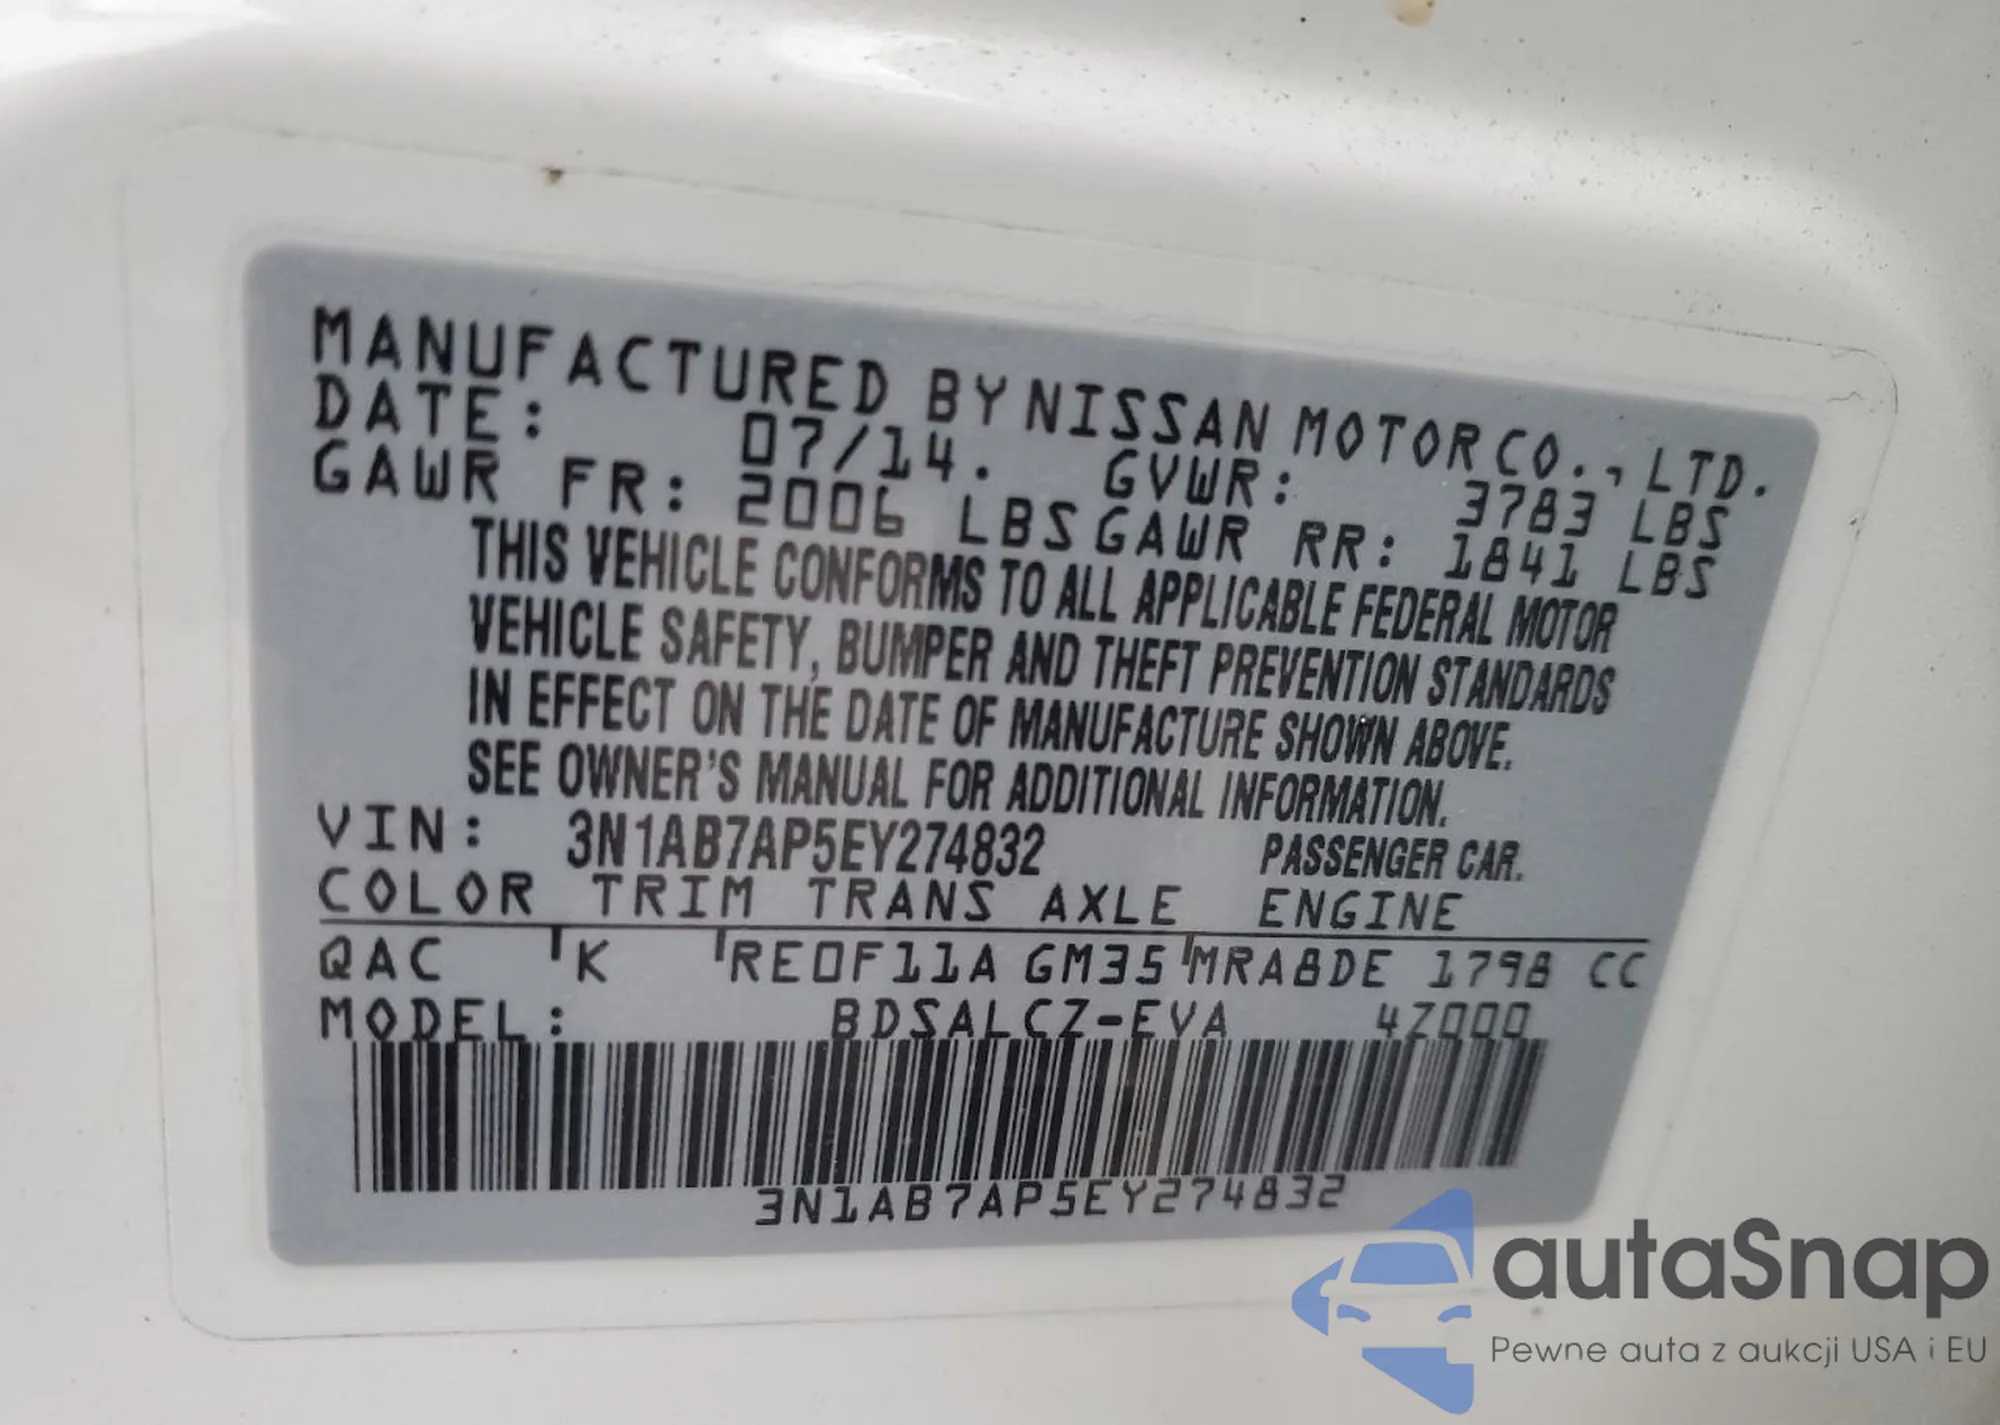 MANUFACTURED BY NISSAN MOTOR CO., LTD.
DATE: 07/14. GVWR: 3783 LBS
GAWR FR: 2006 LBS GAWR RR: 1841 LBS
THIS VEHICLE CONFORMS TO ALL APPLICABLE FEDERAL MOTOR
VEHICLE SAFETY, BUMPER AND THEFT PREVENTION STANDARDS
IN EFFECT ON THE DATE OF MANUFACTURE SHOWN ABOVE.
SEE OWNER'S MANUAL FOR ADDITIONAL INFORMATION.
VIN: 3N1AB7AP5EY274832 PASSENGER CAR.
COLOR TRIM TRANS AXLE ENGINE
QAC K RE0F11A GM35 MRA8DE 1798 CC
MODEL: BDSALCZ-EVA 4Z000
3N1AB7AP5EY274832
autaSnap
Pewne auta z aukcji USA i EU